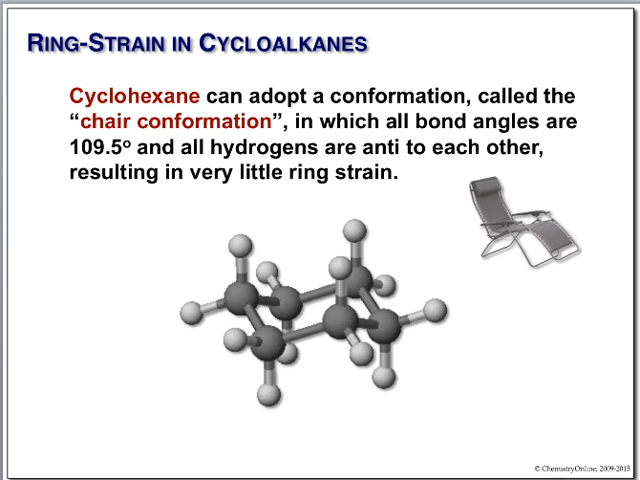 RING-STRAIN IN CYCLOALKANES
Cyclohexane can adopt a conformation, called the
“chair conformation”, in which all bond angles are
109.5º and all hydrogens are anti to each other,
resulting in very little ring strain.
© ChemistryOnline, 2009-2015